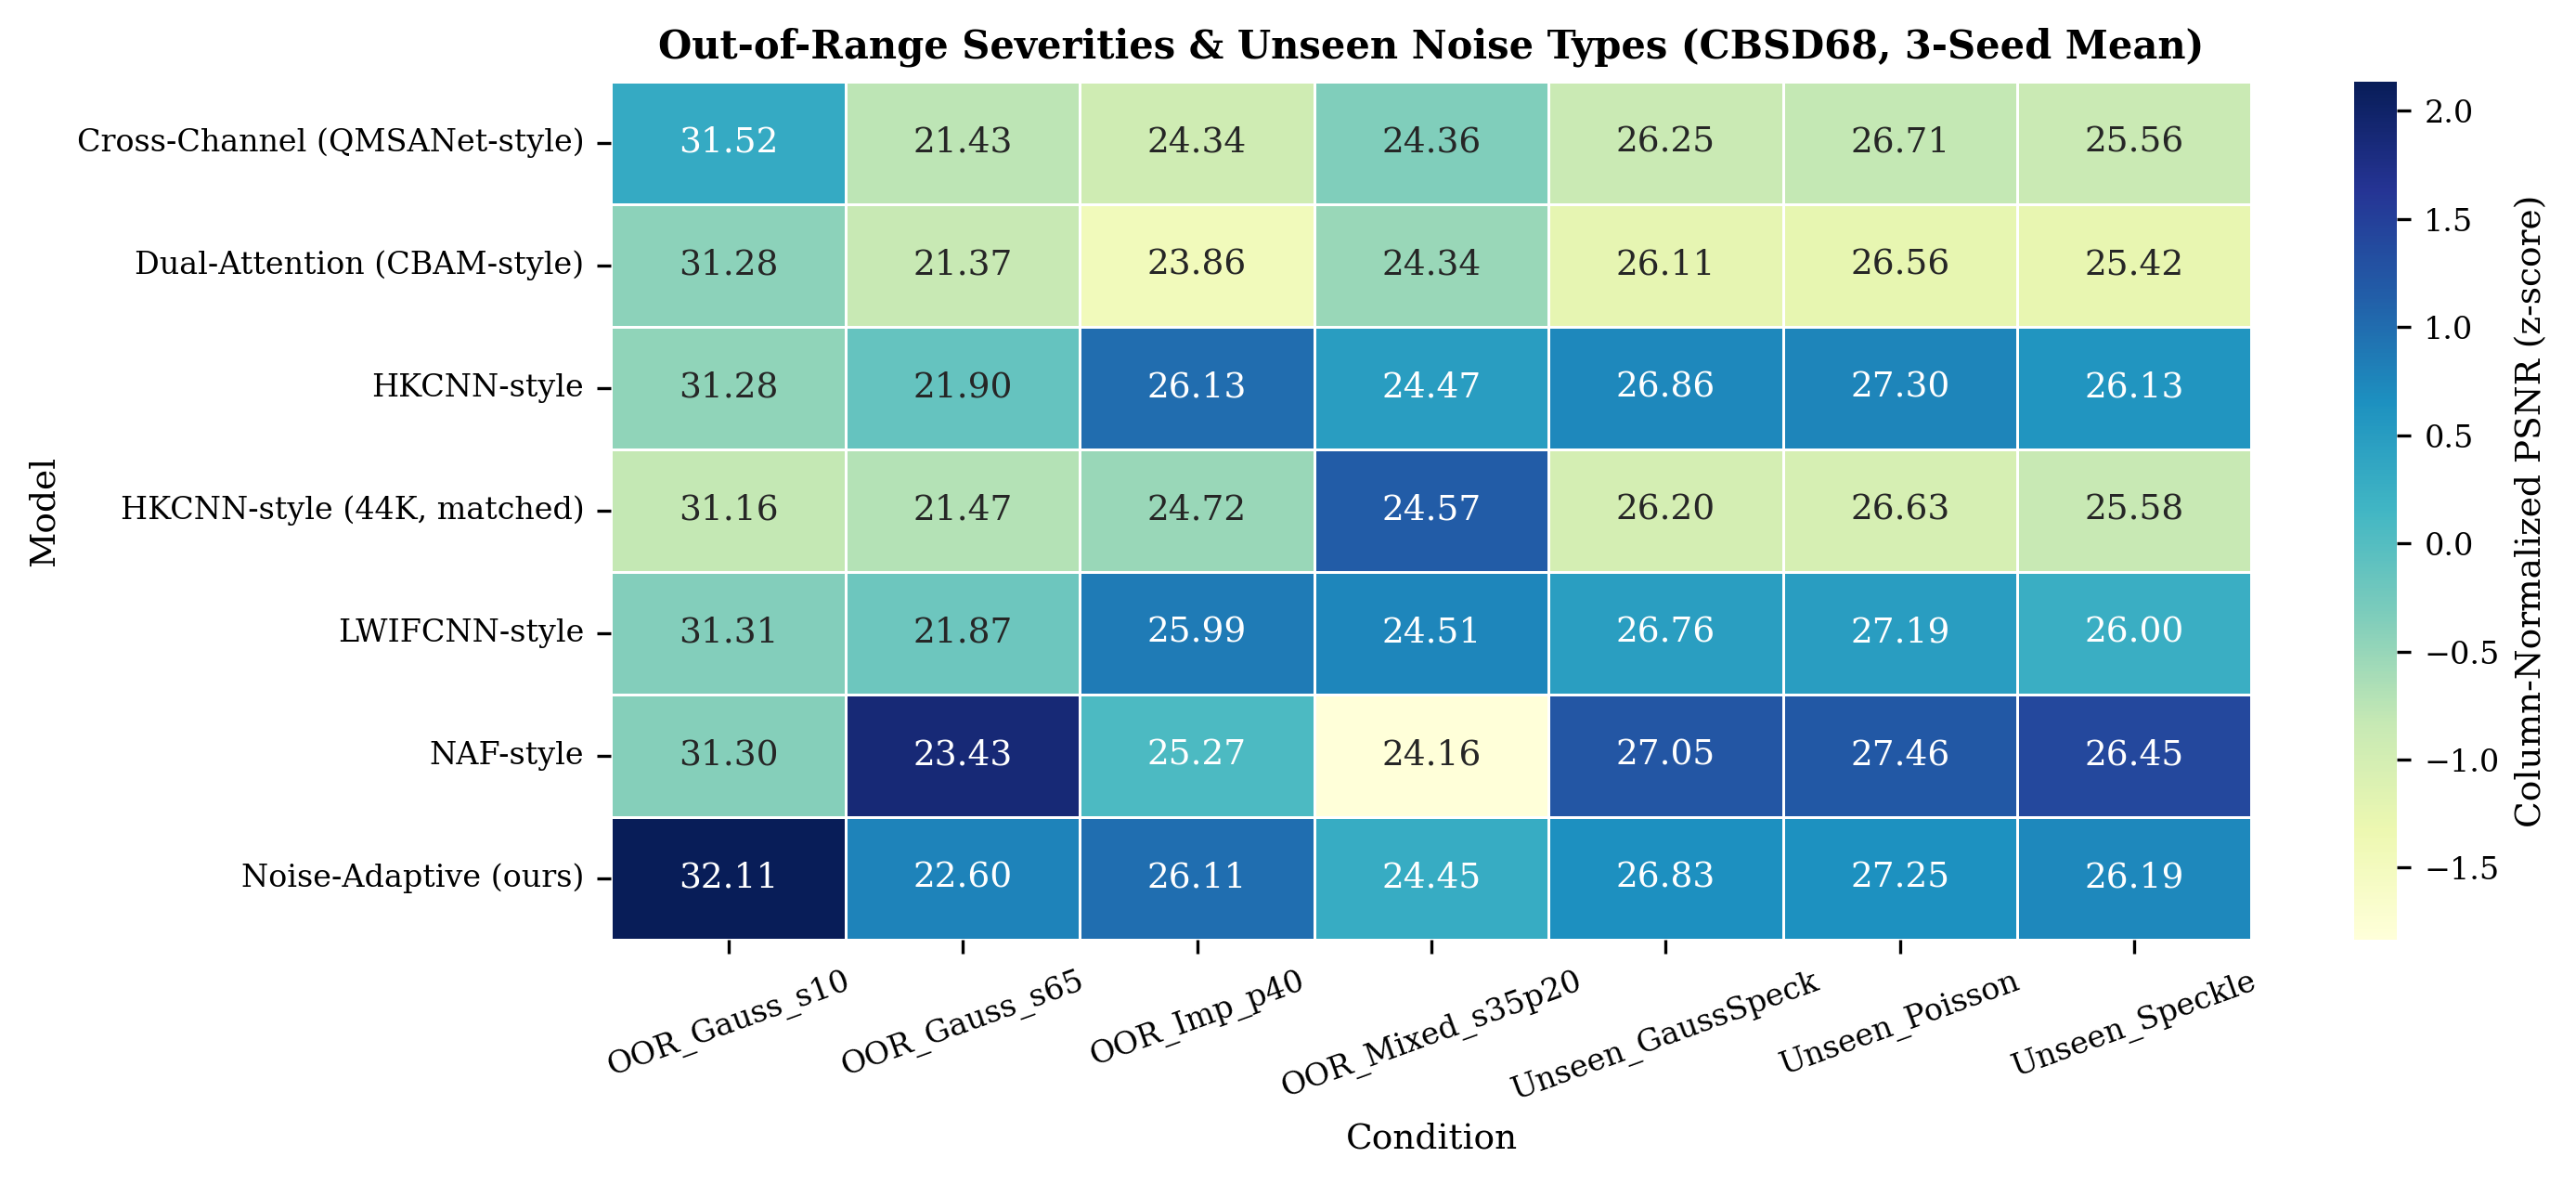 Out-of-Range Severities & Unseen Noise Types (CBSD68, 3-Seed Mean)
Model
Cross-Channel (QMSANet-style) 31.52 21.43 24.34 24.36 26.25 26.71 25.56
Dual-Attention (CBAM-style) 31.28 21.37 23.86 24.34 26.11 26.56 25.42
HKCNN-style 31.28 21.90 26.13 24.47 26.86 27.30 26.13
HKCNN-style (44K, matched) 31.16 21.47 24.72 24.57 26.20 26.63 25.58
LWIFCNN-style 31.31 21.87 25.99 24.51 26.76 27.19 26.00
NAF-style 31.30 23.43 25.27 24.16 27.05 27.46 26.45
Noise-Adaptive (ours) 32.11 22.60 26.11 24.45 26.83 27.25 26.19
OOR_Gauss_s10 OOR_Gauss_s65 OOR_Imp_p40 OOR_Mixed_s35p20 Unseen_GaussSpeck Unseen_Poisson Unseen_Speckle
Condition
2.0
1.5
1.0
0.5
0.0
−0.5
−1.0
−1.5
Column-Normalized PSNR (z-score)